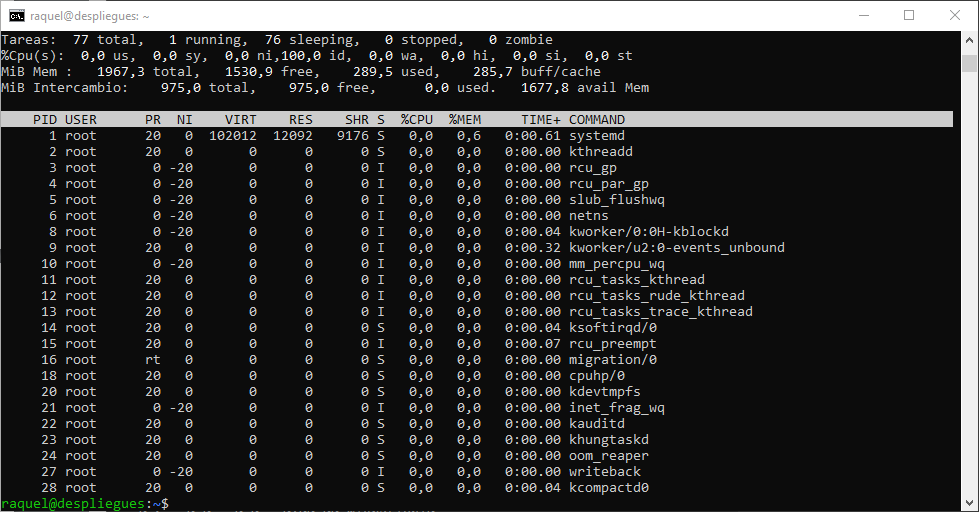 raquel@despliegues: ~
Tareas:  77 total,   1 running,  76 sleeping,   0 stopped,   0 zombie
%Cpu(s):  0,0 us,  0,0 sy,  0,0 ni,100,0 id,  0,0 wa,  0,0 hi,  0,0 si,  0,0 st
MiB Mem :   1967,3 total,   1530,9 free,    289,5 used,    285,7 buff/cache
MiB Intercambio:    975,0 total,    975,0 free,      0,0 used.   1677,8 avail Mem
PID USER      PR  NI    VIRT    RES    SHR S  %CPU  %MEM     TIME+ COMMAND
1 root      20   0  102012  12092   9176 S   0,0   0,6   0:00.61 systemd
2 root      20   0       0      0      0 S   0,0   0,0   0:00.00 kthreadd
3 root       0 -20       0      0      0 I   0,0   0,0   0:00.00 rcu_gp
4 root       0 -20       0      0      0 I   0,0   0,0   0:00.00 rcu_par_gp
5 root       0 -20       0      0      0 I   0,0   0,0   0:00.00 slub_flushwq
6 root       0 -20       0      0      0 I   0,0   0,0   0:00.00 netns
8 root       0 -20       0      0      0 I   0,0   0,0   0:00.04 kworker/0:0H-kblockd
9 root      20   0       0      0      0 I   0,0   0,0   0:00.32 kworker/u2:0-events_unbound
10 root       0 -20       0      0      0 I   0,0   0,0   0:00.00 mm_percpu_wq
11 root      20   0       0      0      0 I   0,0   0,0   0:00.00 rcu_tasks_kthread
12 root      20   0       0      0      0 I   0,0   0,0   0:00.00 rcu_tasks_rude_kthread
13 root      20   0       0      0      0 I   0,0   0,0   0:00.00 rcu_tasks_trace_kthread
14 root      20   0       0      0      0 S   0,0   0,0   0:00.04 ksoftirqd/0
15 root      20   0       0      0      0 I   0,0   0,0   0:00.07 rcu_preempt
16 root      rt   0       0      0      0 S   0,0   0,0   0:00.00 migration/0
18 root      20   0       0      0      0 S   0,0   0,0   0:00.00 cpuhp/0
20 root      20   0       0      0      0 S   0,0   0,0   0:00.00 kdevtmpfs
21 root       0 -20       0      0      0 I   0,0   0,0   0:00.00 inet_frag_wq
22 root      20   0       0      0      0 S   0,0   0,0   0:00.00 kauditd
23 root      20   0       0      0      0 S   0,0   0,0   0:00.00 khungtaskd
24 root      20   0       0      0      0 S   0,0   0,0   0:00.00 oom_reaper
27 root       0 -20       0      0      0 I   0,0   0,0   0:00.00 writeback
28 root      20   0       0      0      0 S   0,0   0,0   0:00.04 kcompactd0
raquel@despliegues:~$